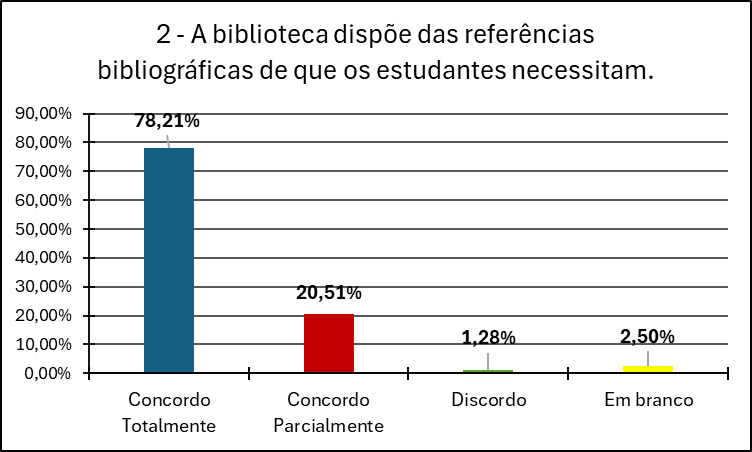 2 - A biblioteca dispõe das referências
bibliográficas de que os estudantes necessitam.
90,00%
80,00%
70,00%
60,00%
50,00%
40,00%
30,00%
20,00%
10,00%
0,00%
78,21%
20,51%
1,28%
2,50%
Concordo
Totalmente
Concordo
Parcialmente
Discordo
Em branco